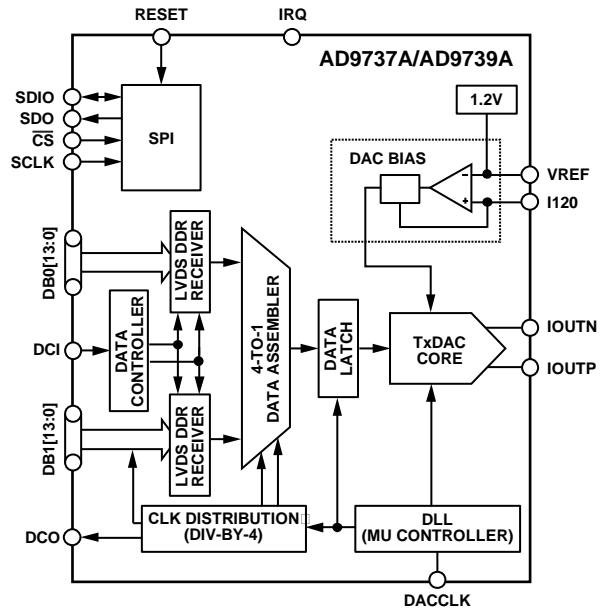 RESET
IRQ
AD9737A/AD9739A
SDIO
SDO
CS
SCLK
SPI
1.2V
DAC BIAS
–
+
VREF
I120
DB0[13:0]
LVDS DDR
RECEIVER
DCI
DATA
CONTROLLER
4-TO-1
DATA ASSEMBLER
DATA
LATCH
TxDAC
CORE
IOUTN
IOUTP
DB1[13:0]
LVDS DDR
RECEIVER
DCO
CLK DISTRIBUTION
(DIV-BY-4)
DLL
(MU CONTROLLER)
DACCLK